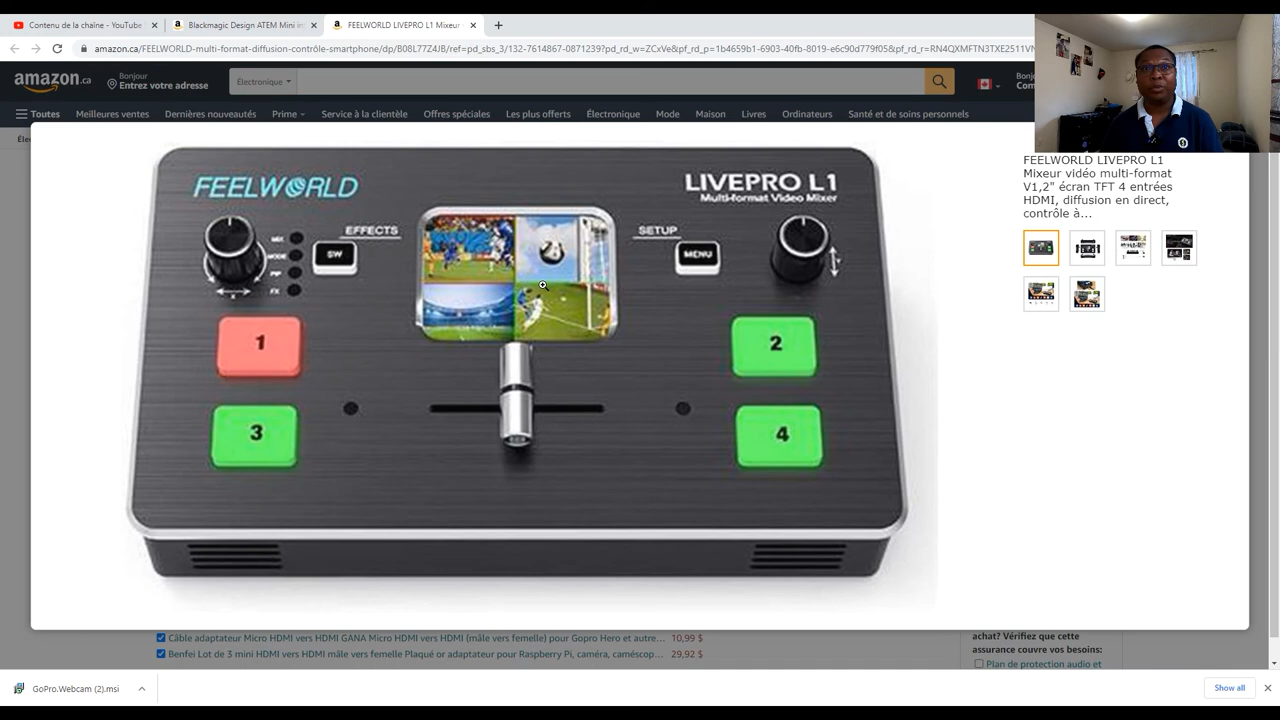 Contenu de la chaîne - YouTube
Blackmagic Design ATEM Mini in
FEELWORLD LIVEPRO L1 Mixeur
amazon.ca/FEELWORLD-multi-format-diffusion-contrôle-smartphone/dp/B08L77Z4JB/ref=pd_sbs_3/132-7614867-0871239?pd_rd_w=ZCxVe&pf_rd_p=1b4659b1-6903-40fb-8019-e6c90d779f05&pf_rd_r=RN4QXMFTN3TXE2511VN
amazon.ca
Bonjour
Entrez votre adresse
Électronique
Bonj
Com
Toutes
Meilleures ventes
Dernières nouveautés
Prime
Service à la clientèle
Offres spéciales
Les plus offerts
Électronique
Mode
Maison
Livres
Ordinateurs
Santé et de soins personnels
Éle
FEELWORLD
LIVEPRO L1
Multi-format Video Mixer
EFFECTS
SW
MIX
MODE
PIP
FX
SETUP
MENU
1
2
3
4
FEELWORLD LIVEPRO L1
Mixeur vidéo multi-format
V1,2" écran TFT 4 entrées
HDMI, diffusion en direct,
contrôle à...
Câble adaptateur Micro HDMI vers HDMI GANA Micro HDMI vers HDMI (mâle vers femelle) pour Gopro Hero et autre… 10,99 $
Benfei Lot de 3 mini HDMI vers HDMI mâle vers femelle Plaqué or adaptateur pour Raspberry Pi, caméra, caméscop… 29,92 $
achat? Vérifiez que cette
assurance couvre vos besoins:
Plan de protection audio et
GoPro.Webcam (2).msi
Show all